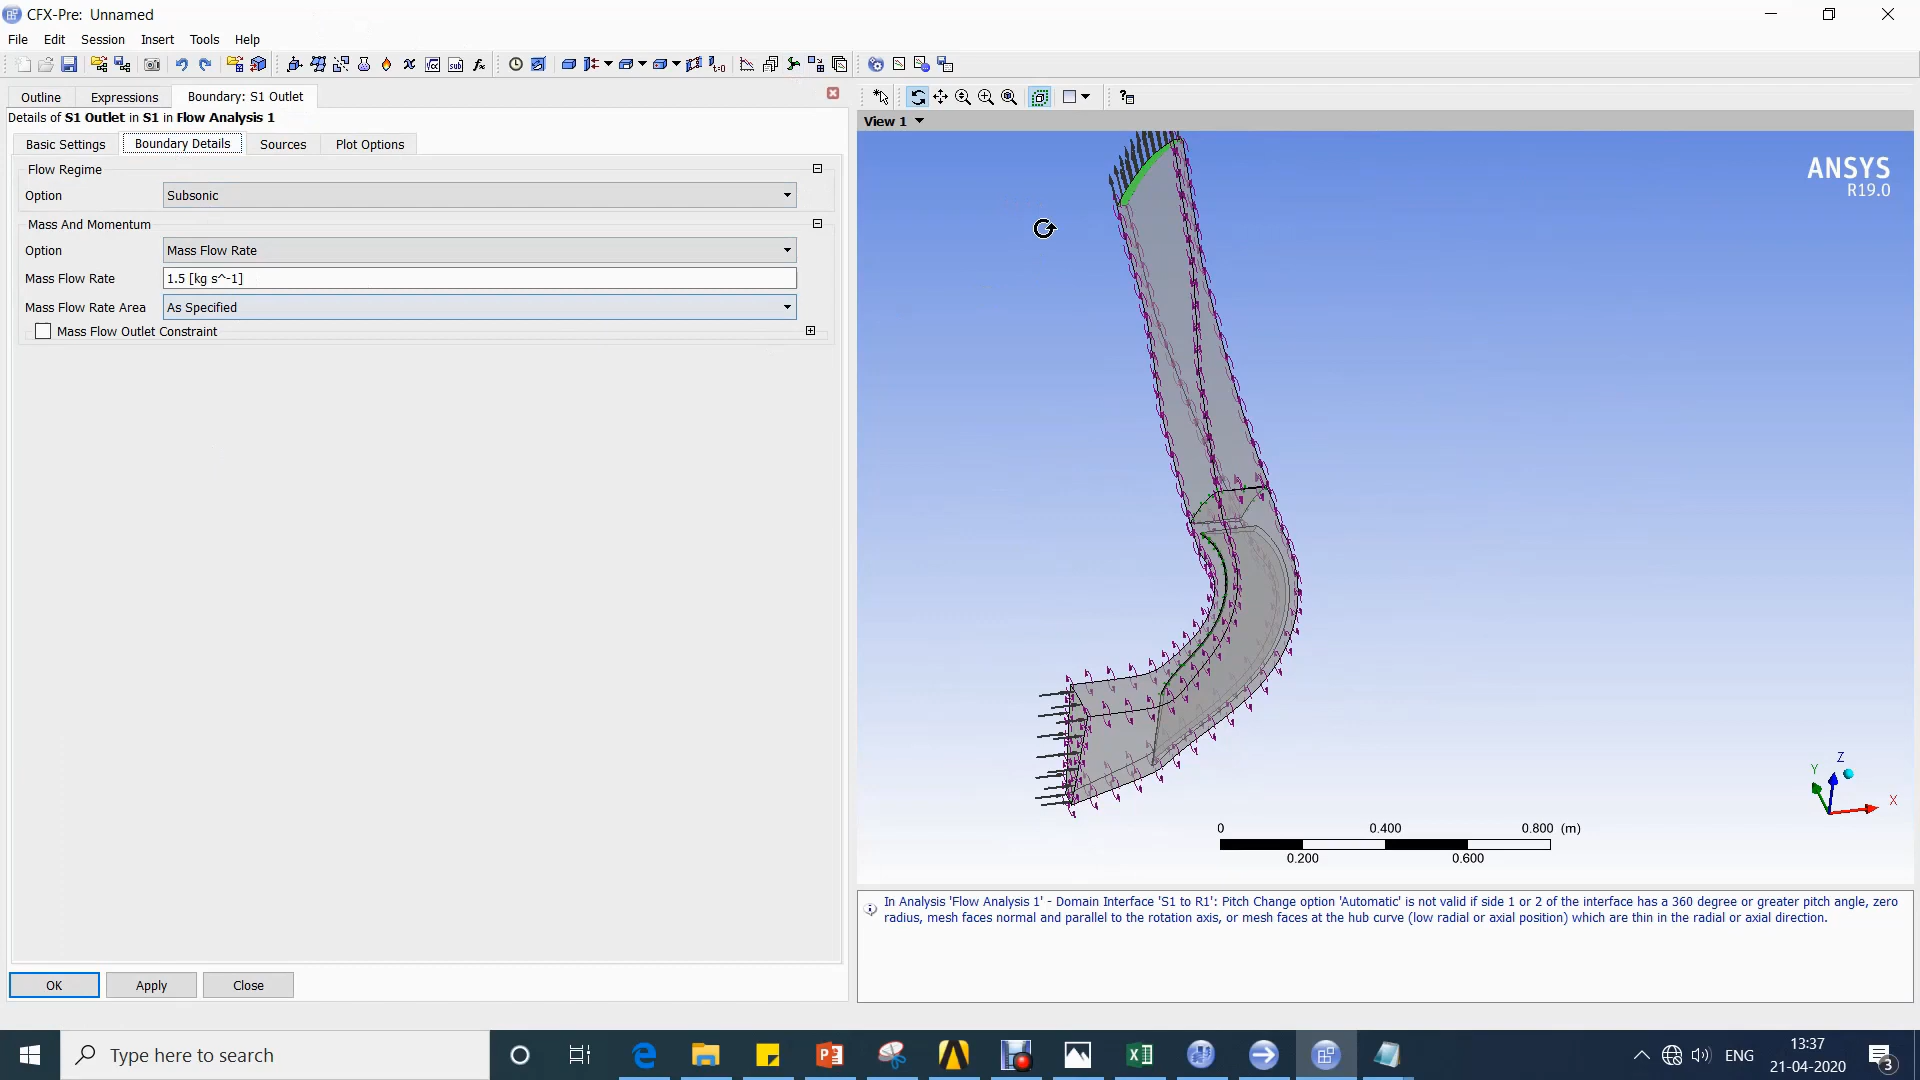 CFX-Pre: Unnamed
File Edit Session Insert Tools Help
Outline Expressions Boundary: S1 Outlet
Details of S1 Outlet in S1 in Flow Analysis 1
Basic Settings Boundary Details Sources Plot Options
Flow Regime
Option Subsonic
Mass And Momentum
Option Mass Flow Rate
Mass Flow Rate 1.5 [kg s^-1]
Mass Flow Rate Area As Specified
Mass Flow Outlet Constraint
OK Apply Close
View 1
ANSYS
R19.0
Z
Y
X
0 0.400 0.800 (m)
0.200 0.600
In Analysis 'Flow Analysis 1' - Domain Interface 'S1 to R1': Pitch Change option 'Automatic' is not valid if side 1 or 2 of the interface has a 360 degree or greater pitch angle, zero
radius, mesh faces normal and parallel to the rotation axis, or mesh faces at the hub curve (low radial or axial position) which are thin in the radial or axial direction.
Type here to search
ENG
13:37
21-04-2020
3